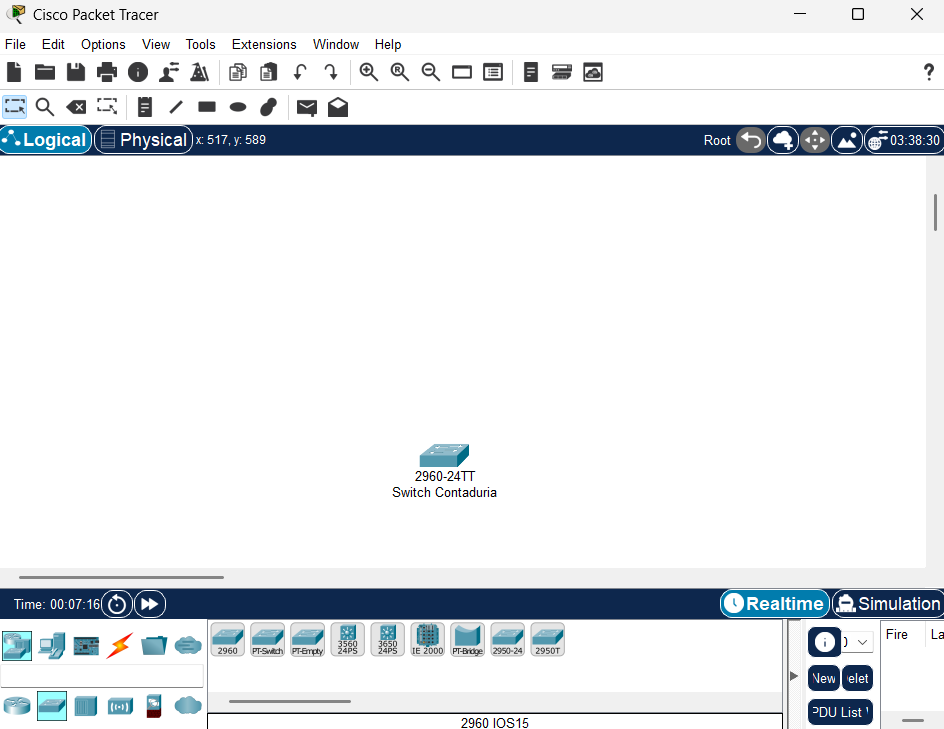 Cisco Packet Tracer
File Edit Options View Tools Extensions Window Help
?
Logical Physical x: 517, y: 589 Root 03:38:30
2960-24TT
Switch Contaduria
Time: 00:07:16 Realtime Simulation
2960 PT-Switch PT-Empty 3560 24PS 3650 24PS IE 2000 PT-Bridge 2950-24 2950T
Fire La
New elet
PDU List
2960 IOS15